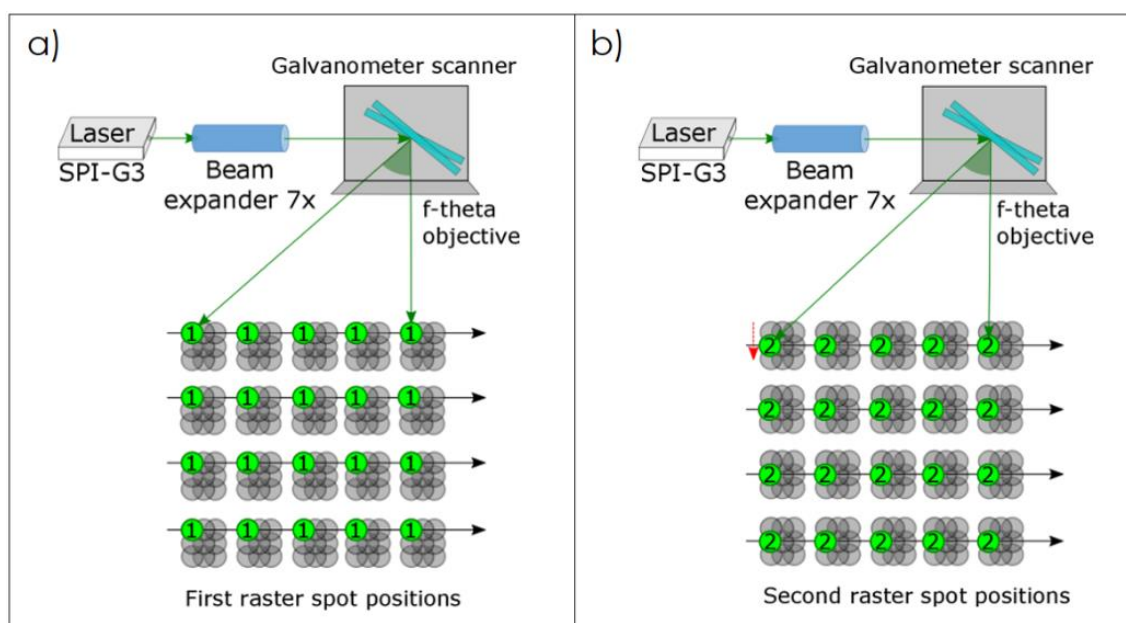 a)
Galvanometer scanner
Laser
SPI-G3
Beam
expander 7x
f-theta
objective
1 1 1 1 1
1 1 1 1 1
1 1 1 1 1
1 1 1 1 1
First raster spot positions
b)
Galvanometer scanner
Laser
SPI-G3
Beam
expander 7x
f-theta
objective
2 2 2 2 2
2 2 2 2 2
2 2 2 2 2
2 2 2 2 2
Second raster spot positions